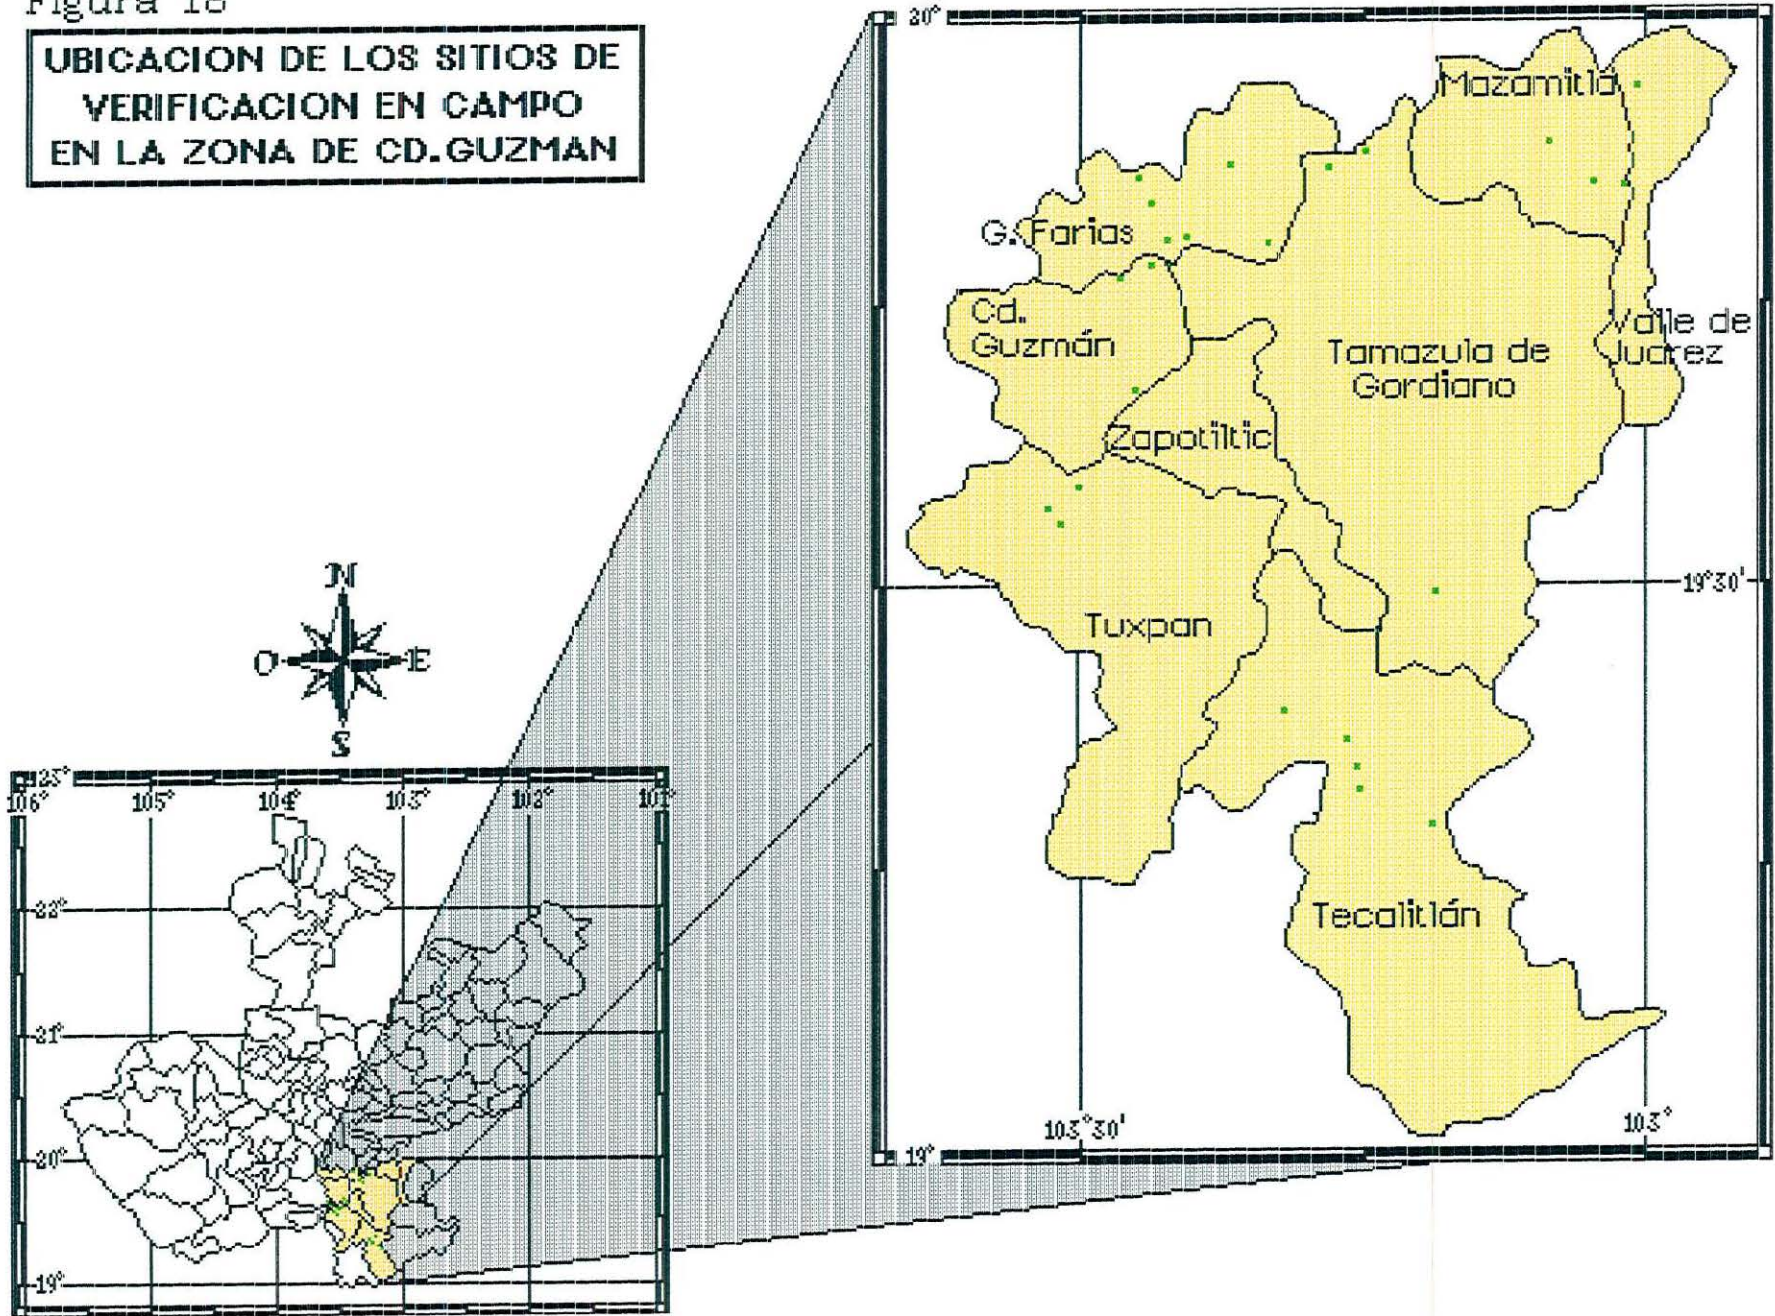 Figura 18
UBICACION DE LOS SITIOS DE
VERIFICACION EN CAMPO
EN LA ZONA DE CD.GUZMAN
20°
Mazamitla
G. Farias
Cd.
Guzmán
Valle de
Juarez
Tamazula de
Gordiano
Zapotiltic
19°30'
Tuxpan
Tecalitlán
103°30'
103°
19°
N
O
E
S
23°
106°
105°
104°
103°
102°
101°
22°
21°
20°
19°